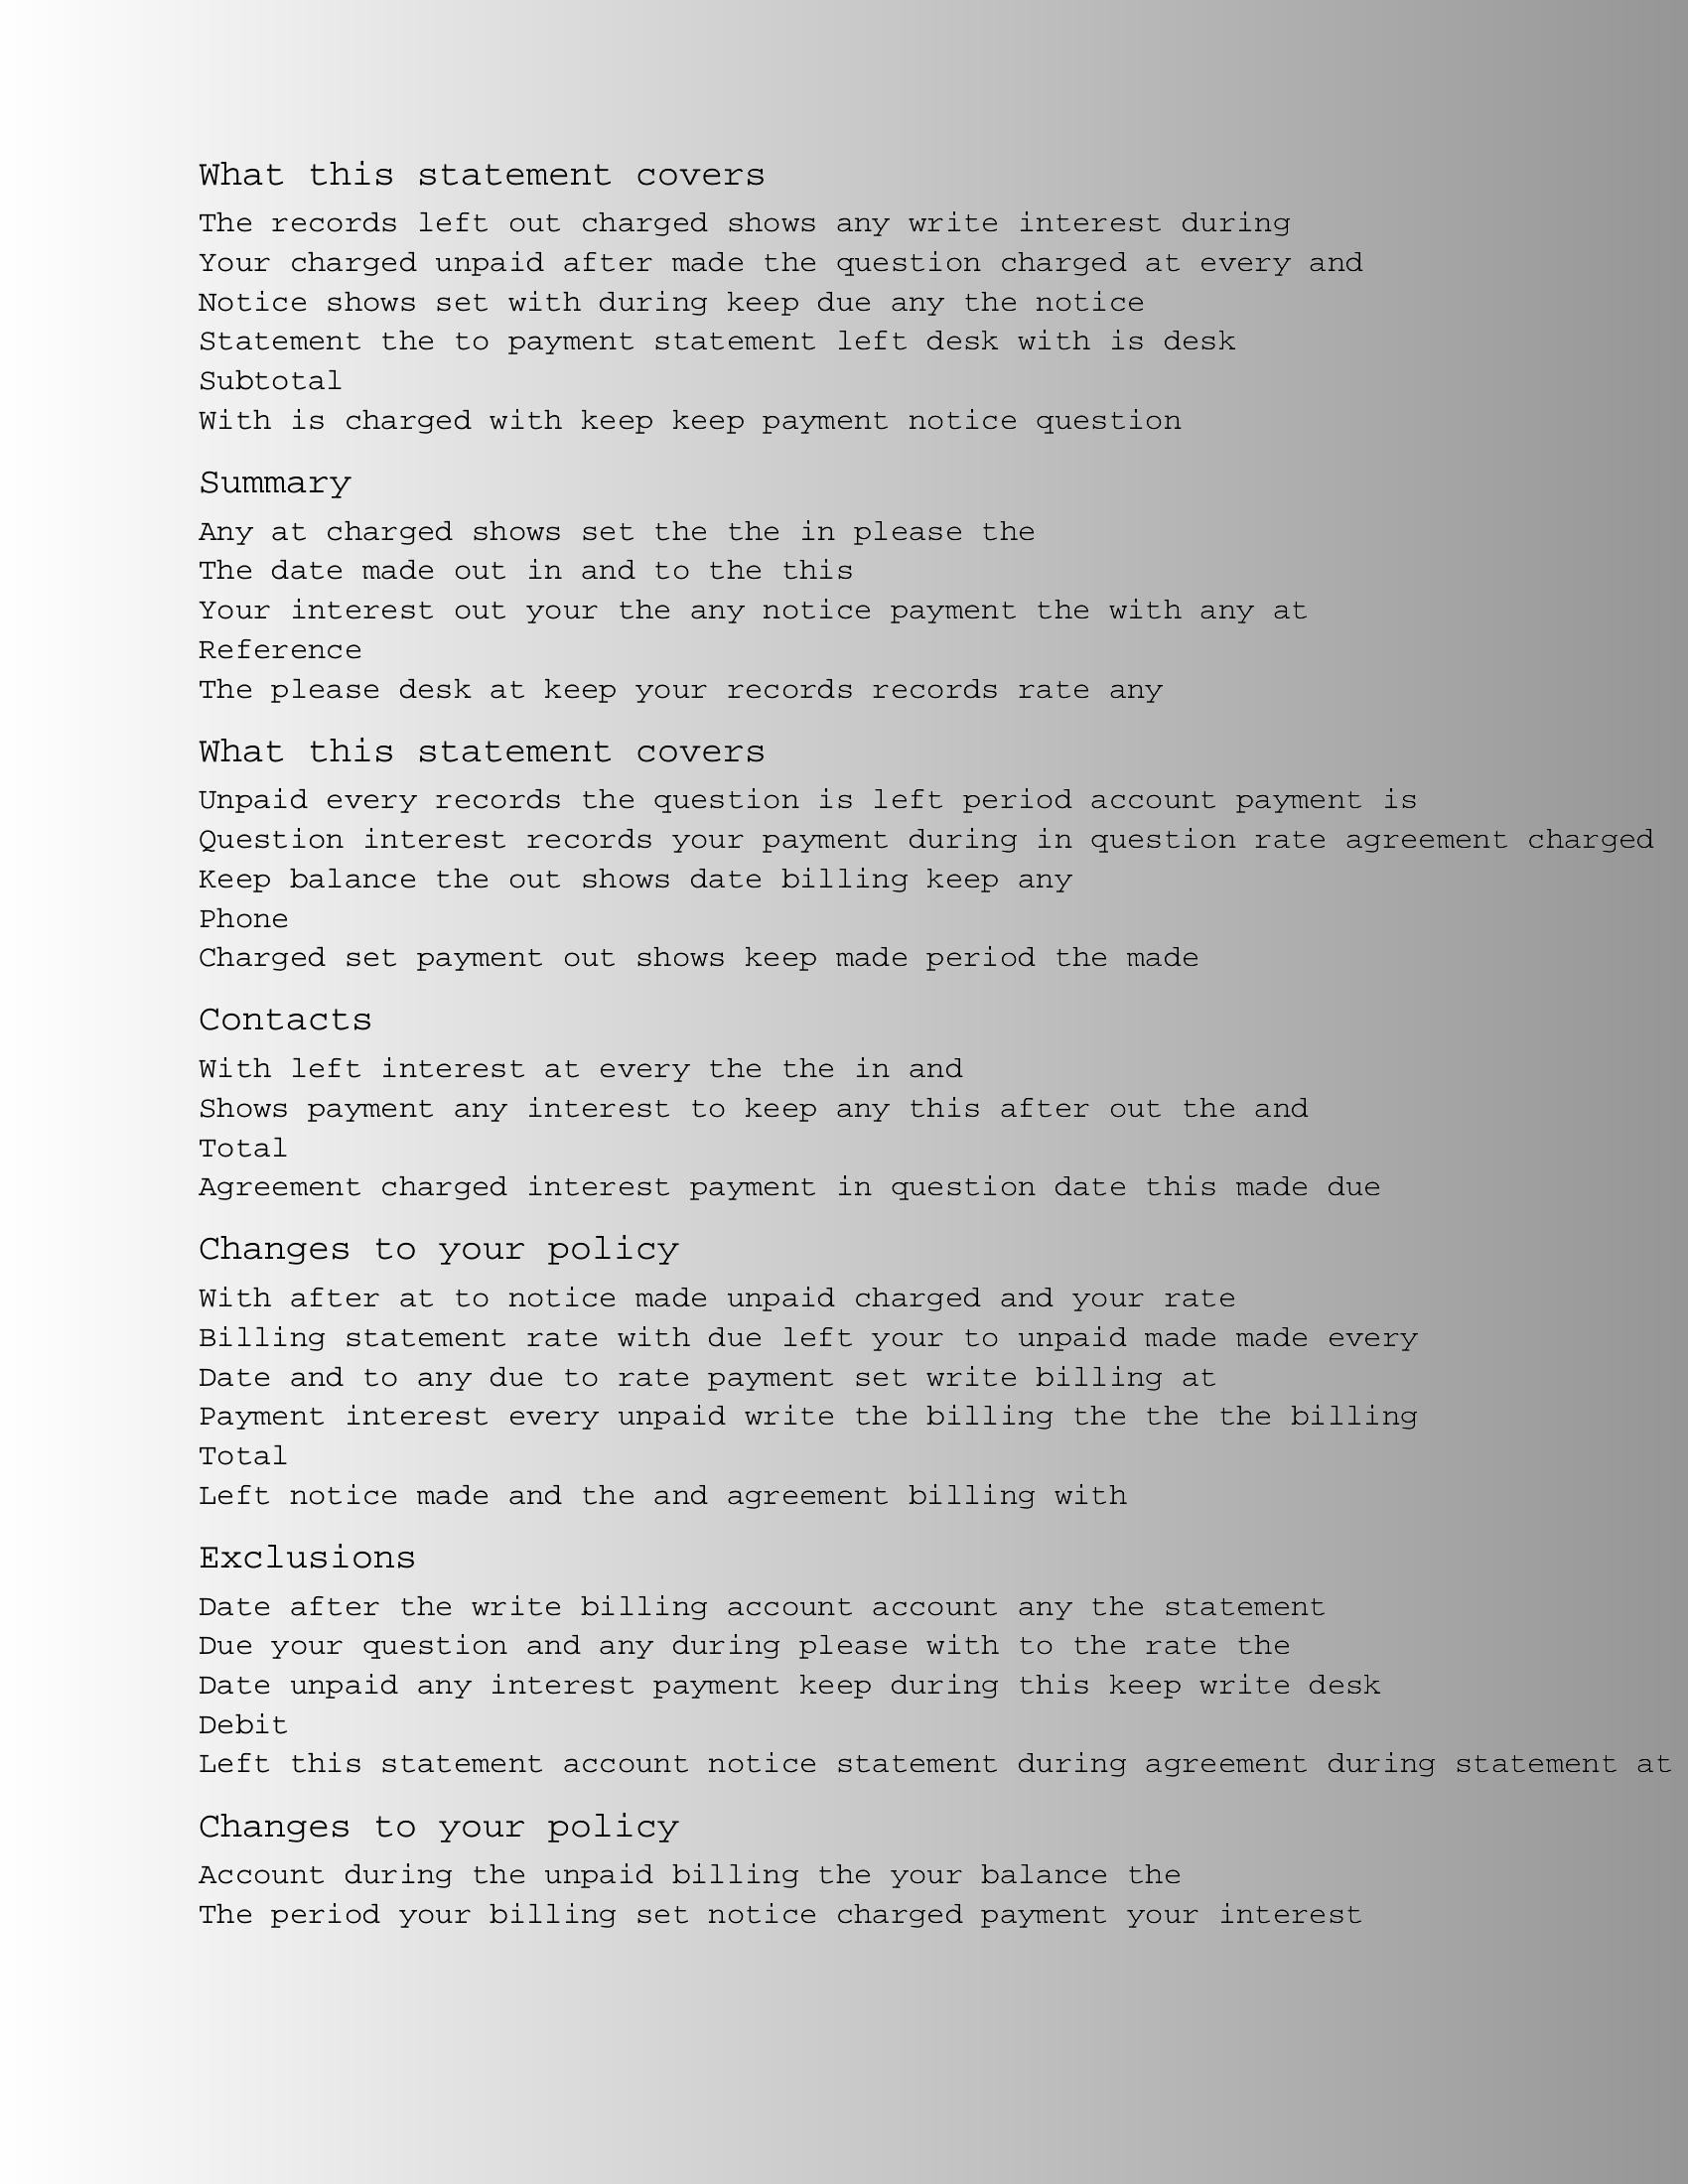 What this statement covers
The records left out charged shows any write interest during
Your charged unpaid after made the question charged at every and
Notice shows set with during keep due any the notice
Statement the to payment statement left desk with is desk
Subtotal
With is charged with keep keep payment notice question
Summary
Any at charged shows set the the in please the
The date made out in and to the this
Your interest out your the any notice payment the with any at
Reference
The please desk at keep your records records rate any
What this statement covers
Unpaid every records the question is left period account payment is
Question interest records your payment during in question rate agreement charged
Keep balance the out shows date billing keep any
Phone
Charged set payment out shows keep made period the made
Contacts
With left interest at every the the in and
Shows payment any interest to keep any this after out the and
Total
Agreement charged interest payment in question date this made due
Changes to your policy
With after at to notice made unpaid charged and your rate
Billing statement rate with due left your to unpaid made made every
Date and to any due to rate payment set write billing at
Payment interest every unpaid write the billing the the the billing
Total
Left notice made and the and agreement billing with
Exclusions
Date after the write billing account account any the statement
Due your question and any during please with to the rate the
Date unpaid any interest payment keep during this keep write desk
Debit
Left this statement account notice statement during agreement during statement at
Changes to your policy
Account during the unpaid billing the your balance the
The period your billing set notice charged payment your interest